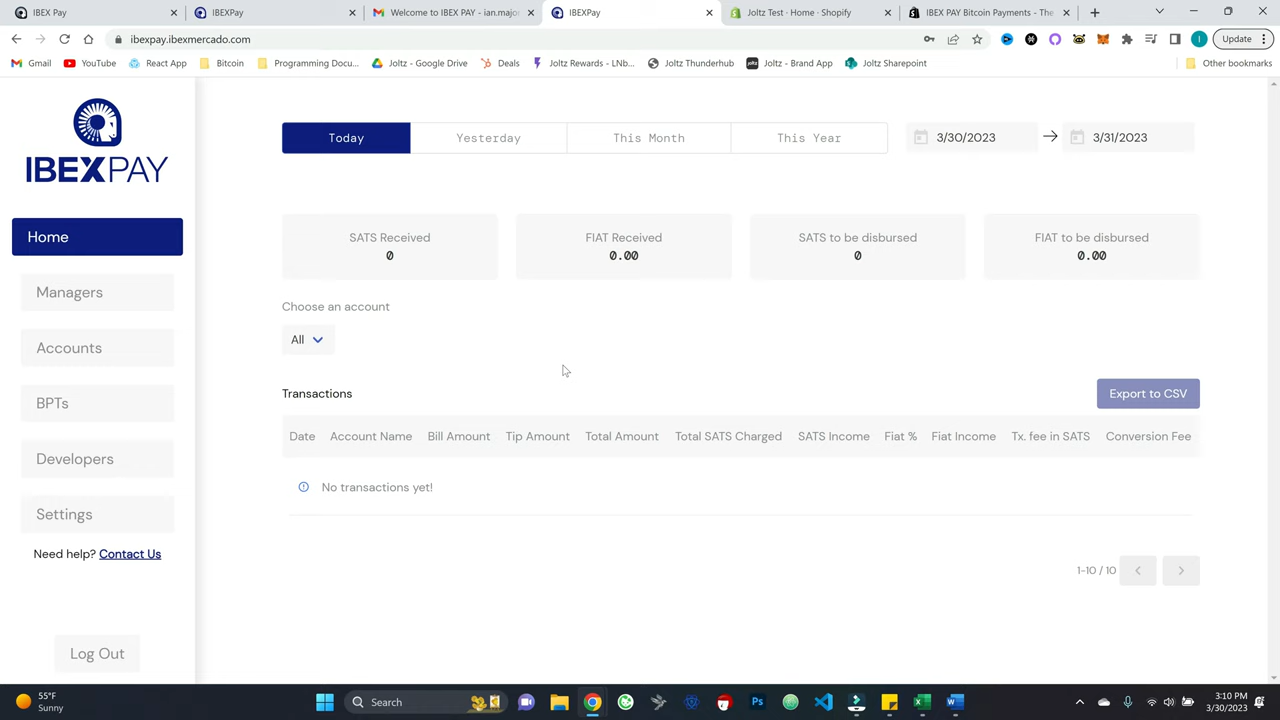 IBEX Pay
IBEXPay
Welcome to IBEX PAY - ian.major
IBEXPay
Joltz Test · Home · Shopify
IBEX PAY Bitcoin Payments - The
ibexpay.ibexmercado.com
Update
Gmail
YouTube
React App
Bitcoin
Programming Docu...
Joltz - Google Drive
Deals
Joltz Rewards - LNb...
Joltz Thunderhub
Joltz - Brand App
Joltz Sharepoint
Other bookmarks
IBEXPAY
Home
Managers
Accounts
BPTs
Developers
Settings
Need help? Contact Us
Log Out
Today
Yesterday
This Month
This Year
3/30/2023
3/31/2023
SATS Received
0
FIAT Received
0.00
SATS to be disbursed
0
FIAT to be disbursed
0.00
Choose an account
All
Transactions
Export to CSV
Date Account Name Bill Amount Tip Amount Total Amount Total SATS Charged SATS Income Fiat % Fiat Income Tx. fee in SATS Conversion Fee
No transactions yet!
1-10 / 10
55°F
Sunny
Search
3:10 PM
3/30/2023